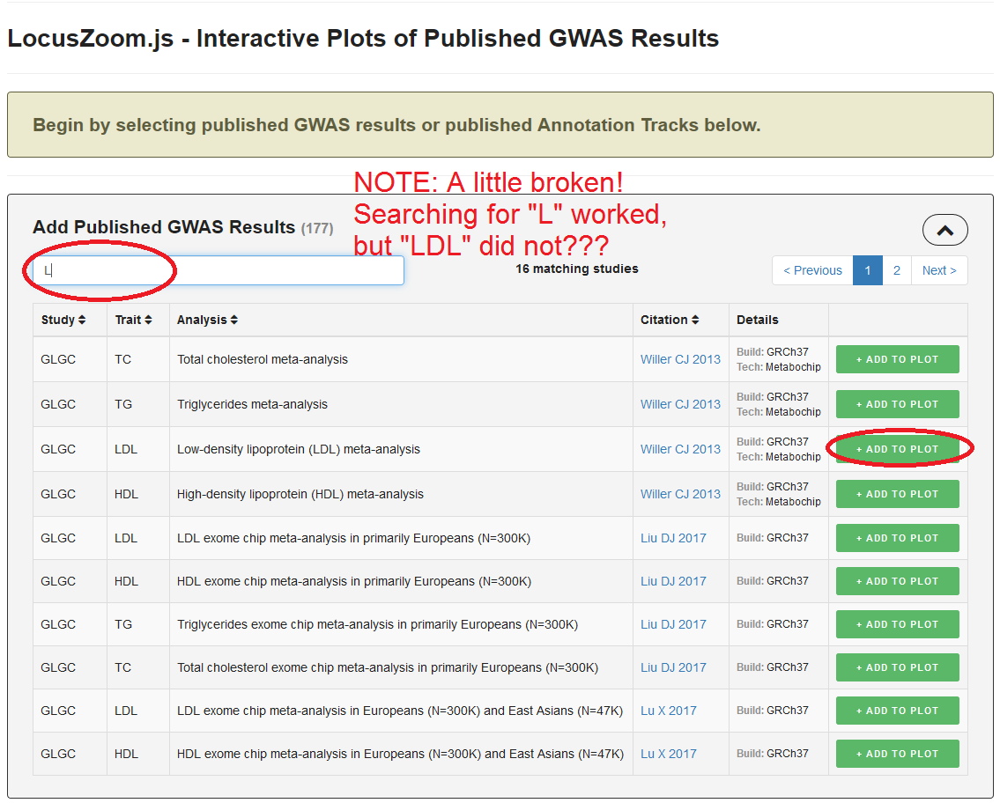 LocusZoom.js - Interactive Plots of Published GWAS Results
Begin by selecting published GWAS results or published Annotation Tracks below.
NOTE: A little broken!
Searching for "L" worked,
but "LDL" did not???
Add Published GWAS Results (177)
L
16 matching studies
< Previous 1 2 Next >
Study Trait Analysis Citation Details
GLGC TC Total cholesterol meta-analysis Willer CJ 2013 Build: GRCh37 Tech: Metabochip + ADD TO PLOT
GLGC TG Triglycerides meta-analysis Willer CJ 2013 Build: GRCh37 Tech: Metabochip + ADD TO PLOT
GLGC LDL Low-density lipoprotein (LDL) meta-analysis Willer CJ 2013 Build: GRCh37 Tech: Metabochip + ADD TO PLOT
GLGC HDL High-density lipoprotein (HDL) meta-analysis Willer CJ 2013 Build: GRCh37 Tech: Metabochip + ADD TO PLOT
GLGC LDL LDL exome chip meta-analysis in primarily Europeans (N=300K) Liu DJ 2017 Build: GRCh37 + ADD TO PLOT
GLGC HDL HDL exome chip meta-analysis in primarily Europeans (N=300K) Liu DJ 2017 Build: GRCh37 + ADD TO PLOT
GLGC TG Triglycerides exome chip meta-analysis in primarily Europeans (N=300K) Liu DJ 2017 Build: GRCh37 + ADD TO PLOT
GLGC TC Total cholesterol exome chip meta-analysis in primarily Europeans (N=300K) Liu DJ 2017 Build: GRCh37 + ADD TO PLOT
GLGC LDL LDL exome chip meta-analysis in Europeans (N=300K) and East Asians (N=47K) Lu X 2017 Build: GRCh37 + ADD TO PLOT
GLGC HDL HDL exome chip meta-analysis in Europeans (N=300K) and East Asians (N=47K) Lu X 2017 Build: GRCh37 + ADD TO PLOT